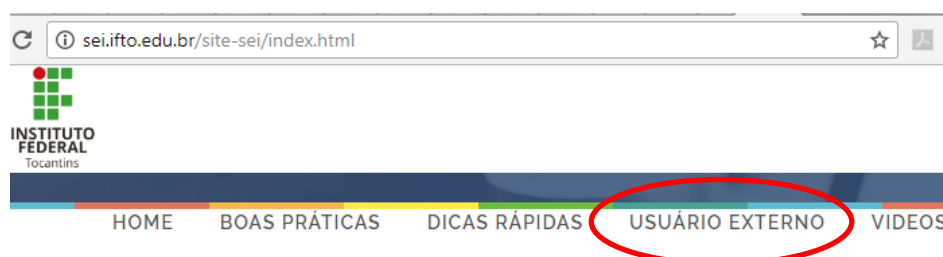 sei.ifto.edu.br/site-sei/index.html
INSTITUTO
FEDERAL
Tocantins
HOME BOAS PRÁTICAS DICAS RÁPIDAS USUÁRIO EXTERNO VIDEOS